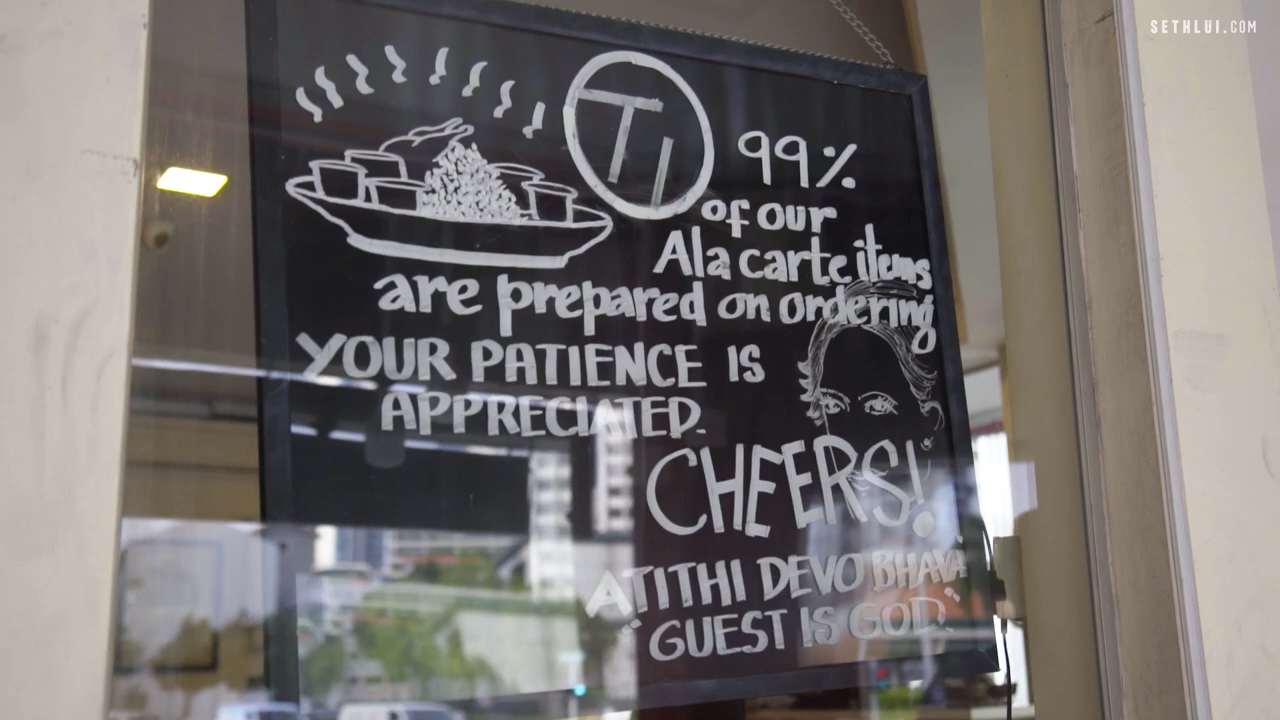 SETHLUI.COM
TI
99%
of our
Ala carte items
are prepared on ordering
YOUR PATIENCE IS
APPRECIATED.
CHEERS!
ATITHI DEVO BHAVA
"GUEST IS GOD"